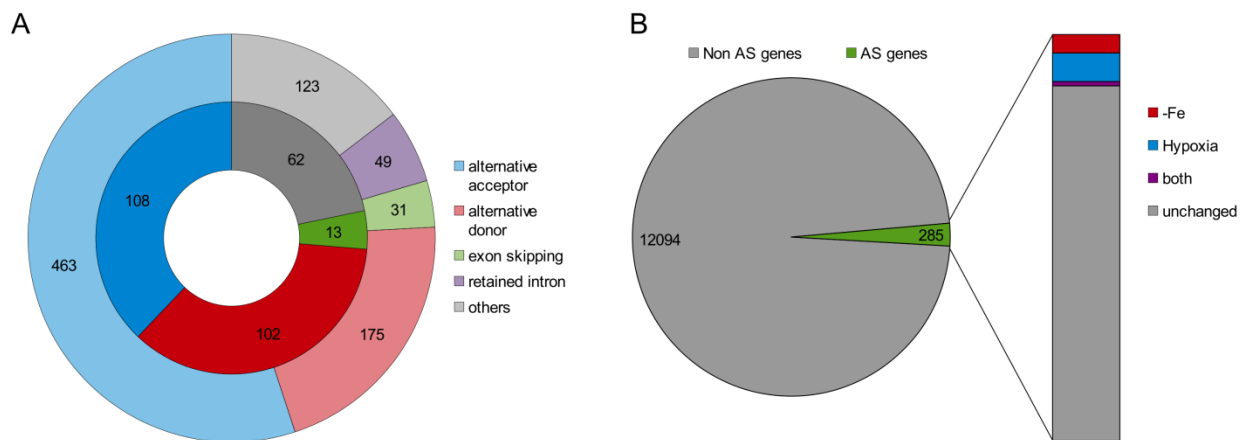 A
123
49
31
175
463
62
13
102
108
alternative
acceptor
alternative
donor
exon skipping
retained intron
others
B
Non AS genes
AS genes
12094
285
-Fe
Hypoxia
both
unchanged